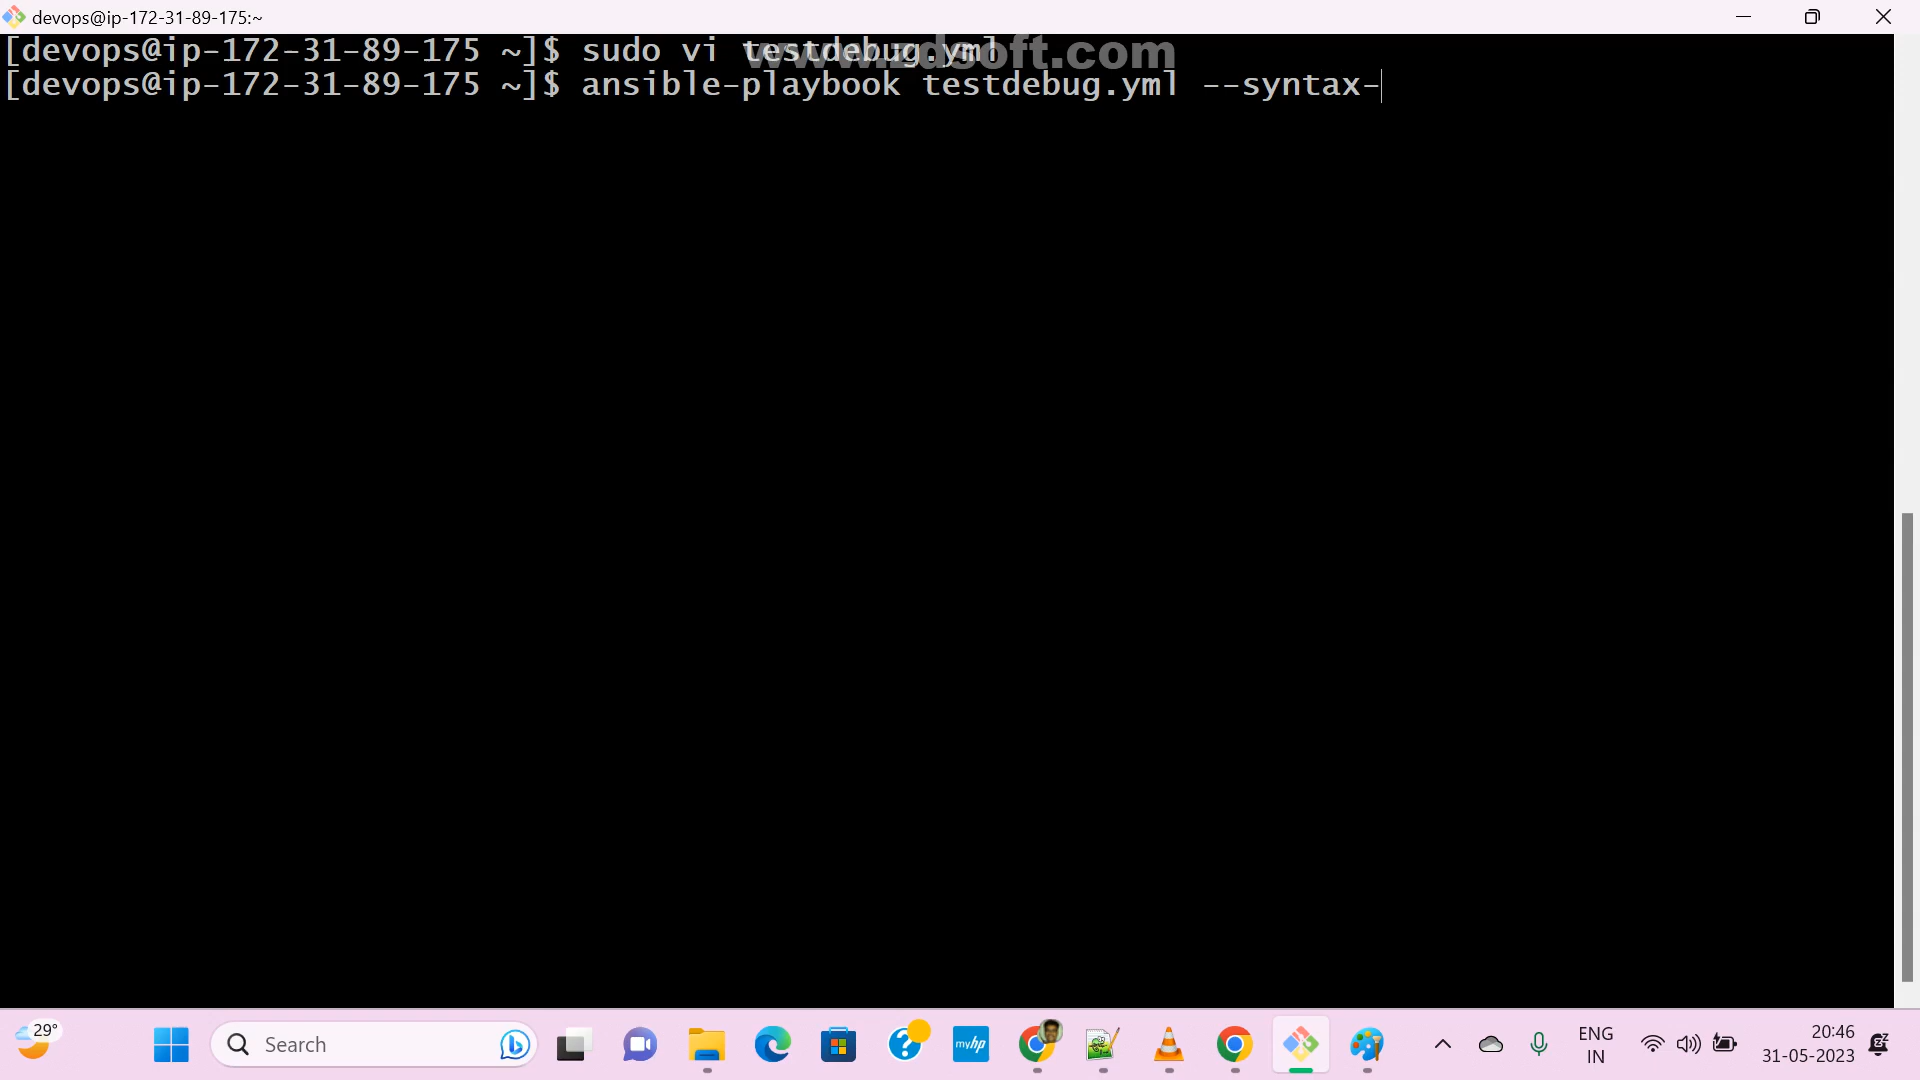 devops@ip-172-31-89-175:~
[devops@ip-172-31-89-175 ~]$ sudo vi testdebug.yml
www.zdsoft.com
[devops@ip-172-31-89-175 ~]$ ansible-playbook testdebug.yml --syntax-
29°
Search
myhp
ENG
IN
20:46
31-05-2023